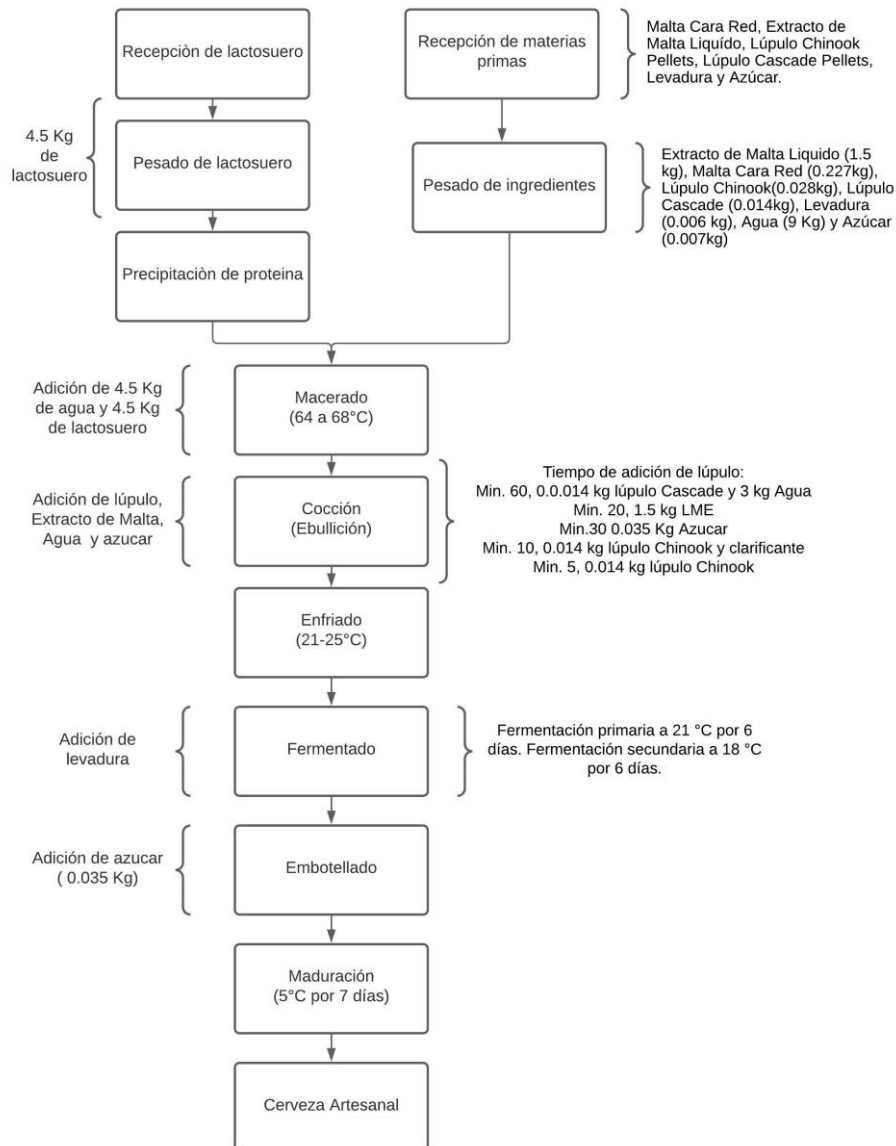 Recepciòn de lactosuero
Recepción de materias
primas
Malta Cara Red, Extracto de
Malta Liquído, Lúpulo Chinook
Pellets, Lúpulo Cascade Pellets,
Levadura y Azúcar.
4.5 Kg
de
lactosuero
Pesado de lactosuero
Pesado de ingredientes
Extracto de Malta Liquido (1.5
kg), Malta Cara Red (0.227kg),
Lúpulo Chinook(0.028kg), Lúpulo
Cascade (0.014kg), Levadura
(0.006 kg), Agua (9 Kg) y Azúcar
(0.007kg)
Precipitaciòn de proteina
Adición de 4.5 Kg
de agua y 4.5 Kg
de lactosuero
Macerado
(64 a 68°C)
Adición de lúpulo,
Extracto de Malta,
Agua y azucar
Cocción
(Ebullición)
Tiempo de adición de lúpulo:
Min. 60, 0.0.014 kg lúpulo Cascade y 3 kg Agua
Min. 20, 1.5 kg LME
Min.30 0.035 Kg Azucar
Min. 10, 0.014 kg lúpulo Chinook y clarificante
Min. 5, 0.014 kg lúpulo Chinook
Enfriado
(21-25°C)
Adición de
levadura
Fermentado
Fermentación primaria a 21 °C por 6
días. Fermentación secundaria a 18 °C
por 6 días.
Adición de azucar
( 0.035 Kg)
Embotellado
Maduración
(5°C por 7 días)
Cerveza Artesanal